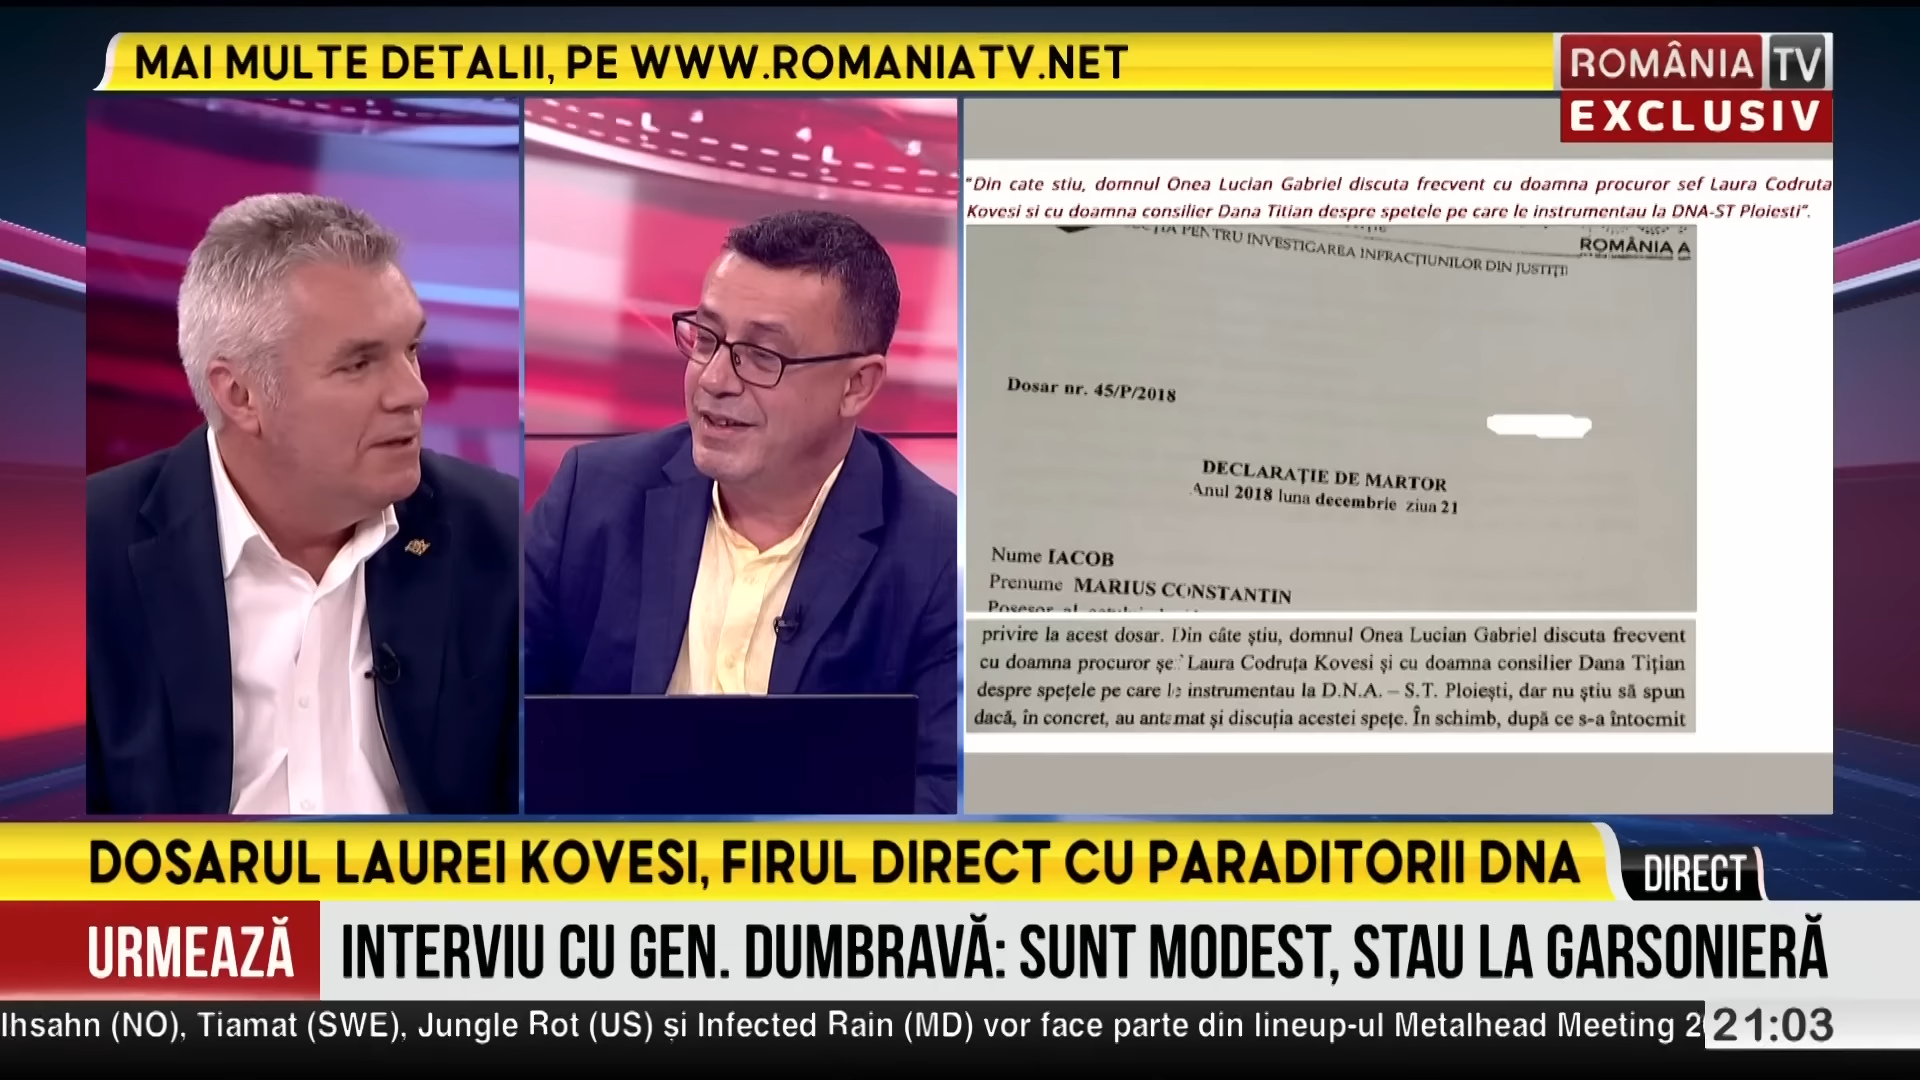 MAI MULTE DETALII, PE WWW.ROMANIATV.NET
ROMÂNIA TV
EXCLUSIV
"Din cate stiu, domnul Onea Lucian Gabriel discuta frecvent cu doamna procuror sef Laura Codruta
Kovesi si cu doamna consilier Dana Titian despre spetele pe care le instrumentau la DNA-ST Ploiesti".
PENTRU INVESTIGAREA INFRACȚIUNILOR DIN JUSTIȚI
ROMÂNIA A
Dosar nr. 45/P/2018
DECLARAȚIE DE MARTOR
Anul 2018 luna decembrie ziua 21
Nume IACOB
Prenume MARIUS CONSTANTIN
privire la acest dosar. Din câte știu, domnul Onea Lucian Gabriel discuta frecvent
cu doamna procuror șe Laura Codruța Kovesi și cu doamna consilier Dana Tițian
despre spețele pe care le instrumentau la D.N.A. – S.T. Ploiești, dar nu știu să spun
dacă, în concret, au antamat și discuția acestei spețe. În schimb, după ce s-a întocmit
DOSARUL LAUREI KOVESI, FIRUL DIRECT CU PARADITORII DNA
DIRECT
URMEAZĂ
INTERVIU CU GEN. DUMBRAVĂ: SUNT MODEST, STAU LA GARSONIERĂ
Ihsahn (NO), Tiamat (SWE), Jungle Rot (US) și Infected Rain (MD) vor face parte din lineup-ul Metalhead Meeting 2
21:03